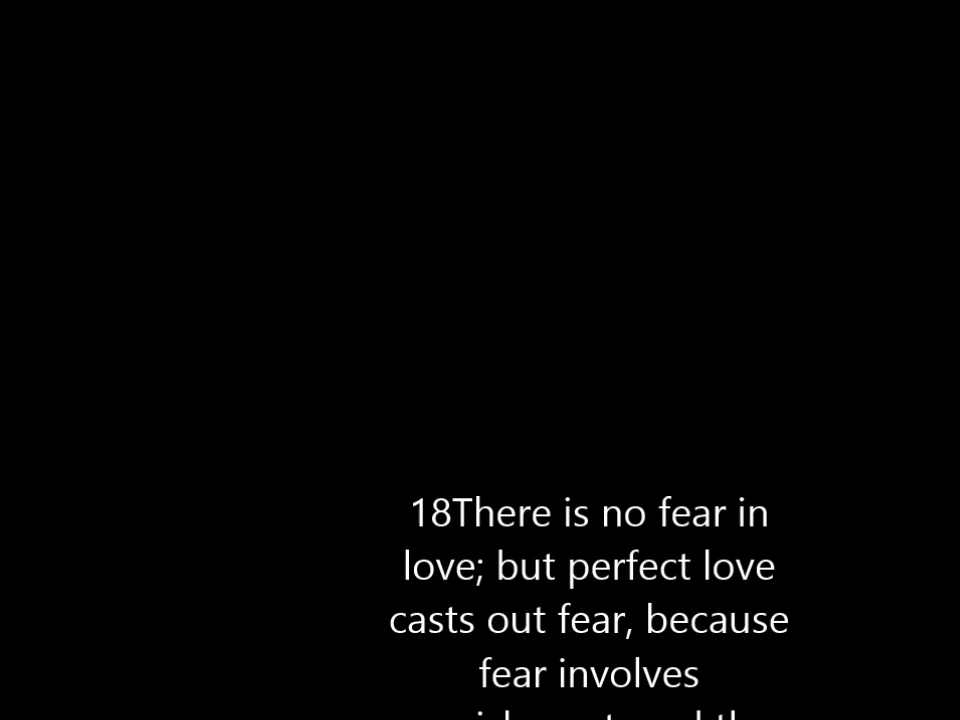 18There is no fear in
love; but perfect love
casts out fear, because
fear involves